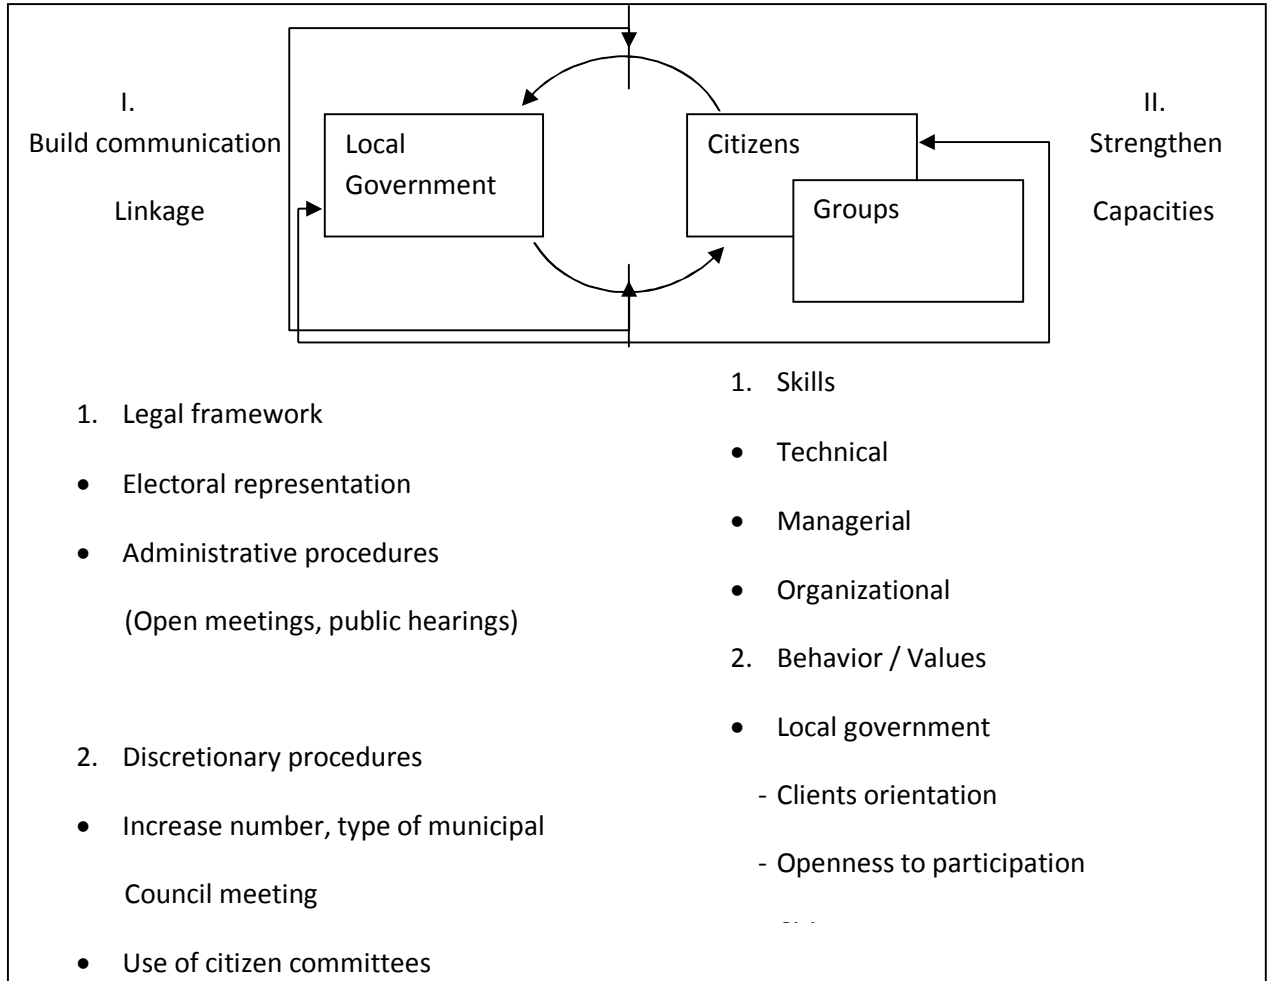 I.
Build communication
Linkage
Local
Government
Citizens
Groups
II.
Strengthen
Capacities
1. Legal framework
• Electoral representation
• Administrative procedures
(Open meetings, public hearings)
2. Discretionary procedures
• Increase number, type of municipal
Council meeting
• Use of citizen committees
1. Skills
• Technical
• Managerial
• Organizational
2. Behavior / Values
• Local government
- Clients orientation
- Openness to participation